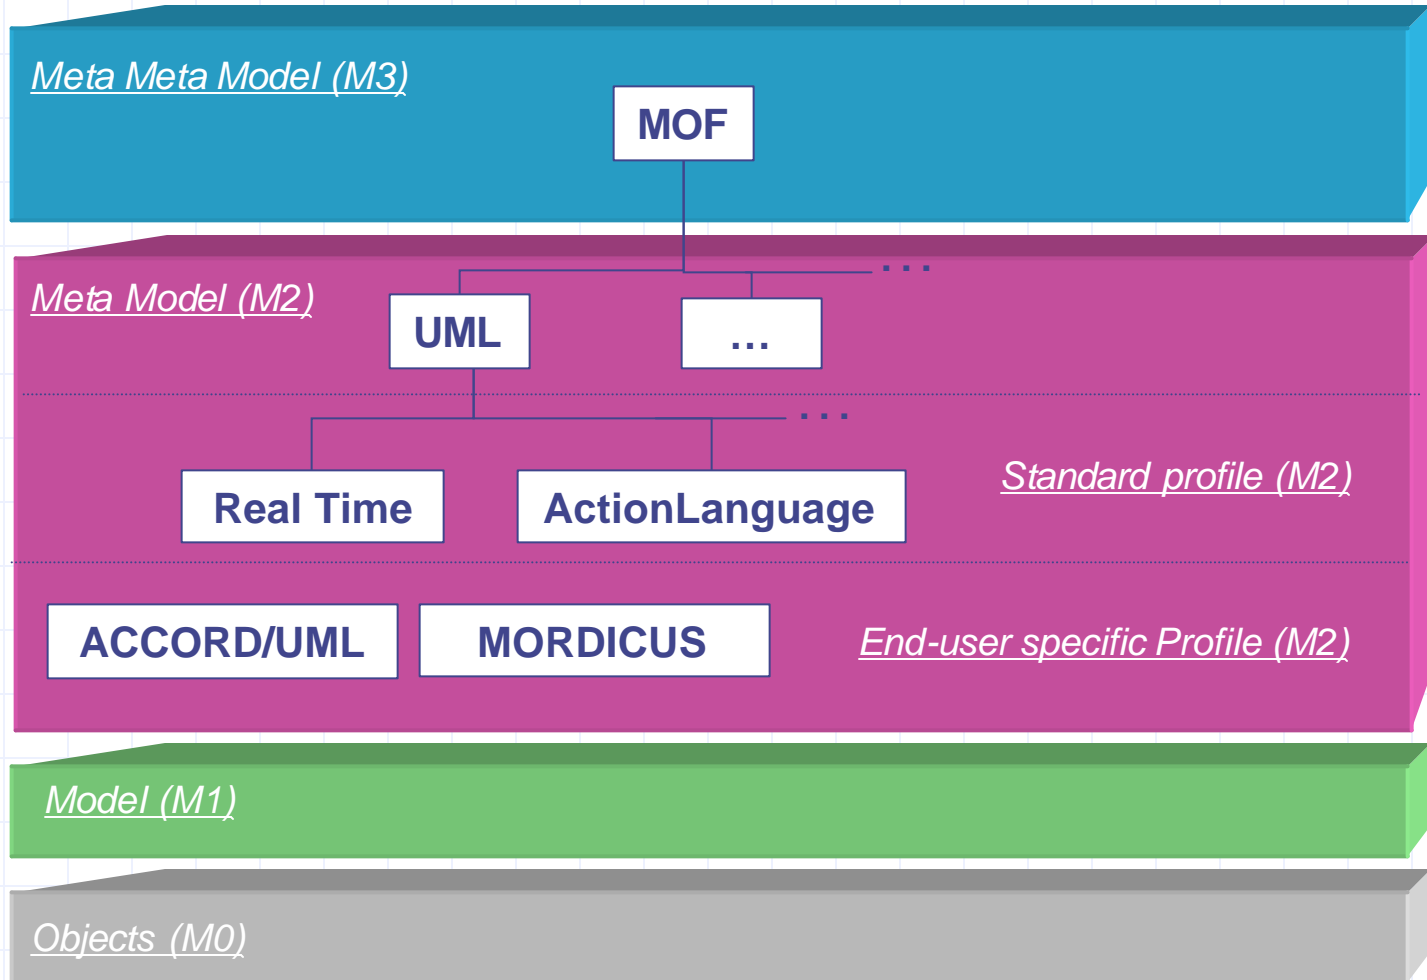 Meta Meta Model (M3)
MOF
...
Meta Model (M2)
UML
...
...
Standard profile (M2)
Real Time
ActionLanguage
ACCORD/UML
MORDICUS
End-user specific Profile (M2)
Model (M1)
Objects (M0)